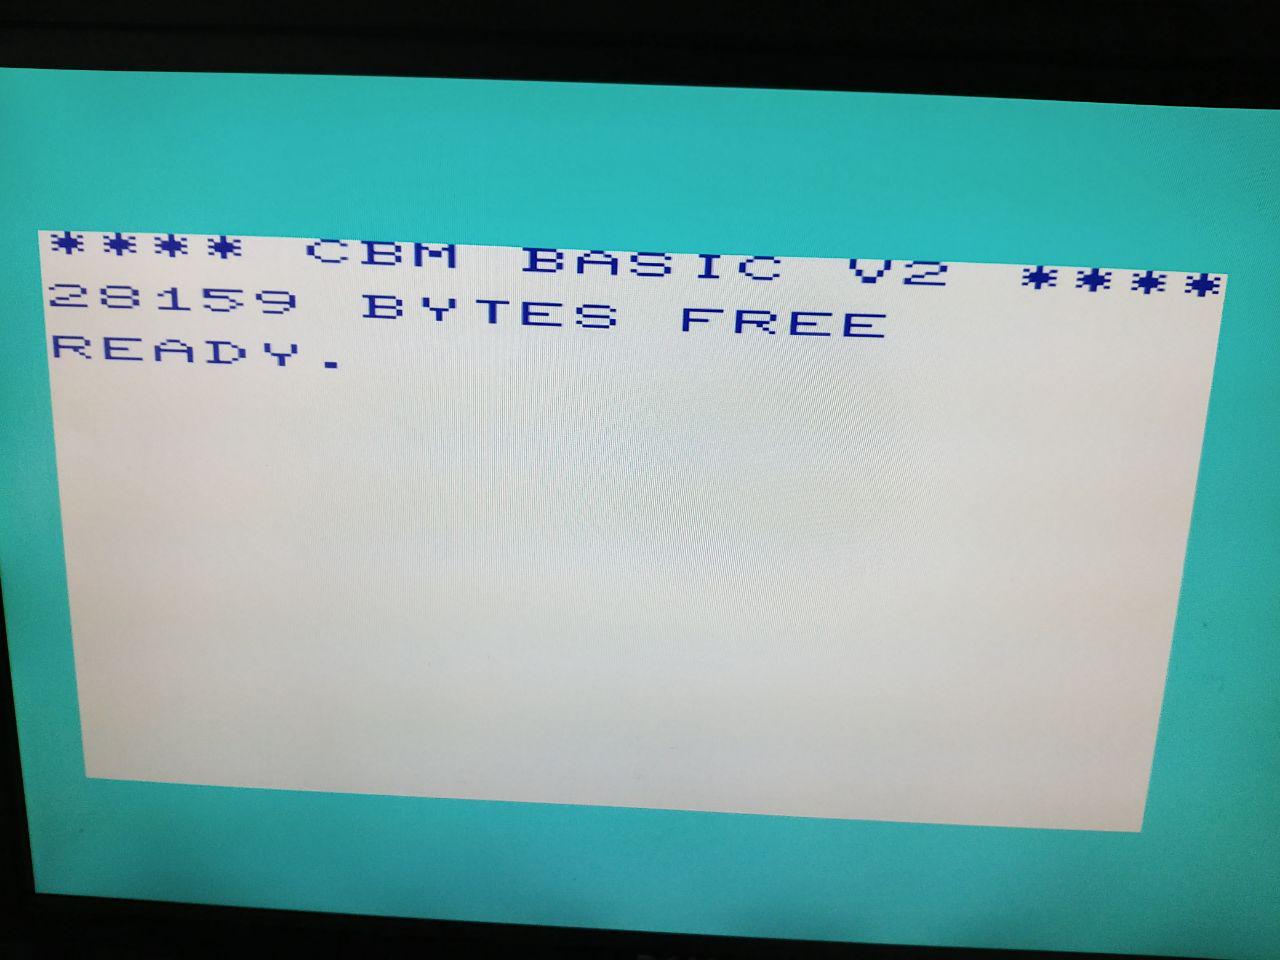 **** CBM BASIC V2 ****
28159 BYTES FREE
READY.